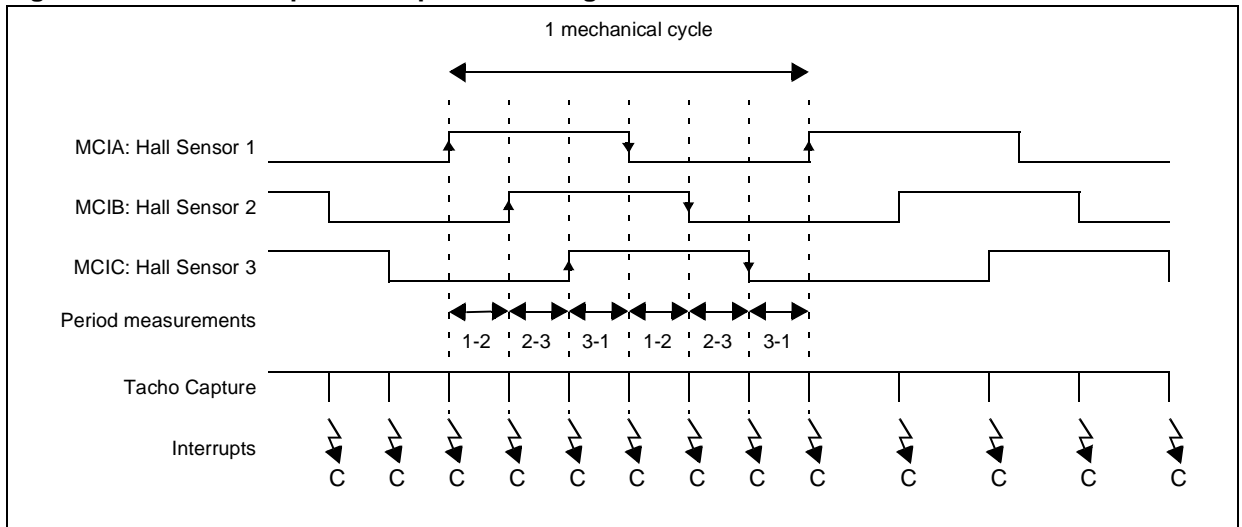 1 mechanical cycle
MCIA: Hall Sensor 1
MCIB: Hall Sensor 2
MCIC: Hall Sensor 3
Period measurements
1-2 2-3 3-1 1-2 2-3 3-1
Tacho Capture
Interrupts
C C C C C C C C C C C C C